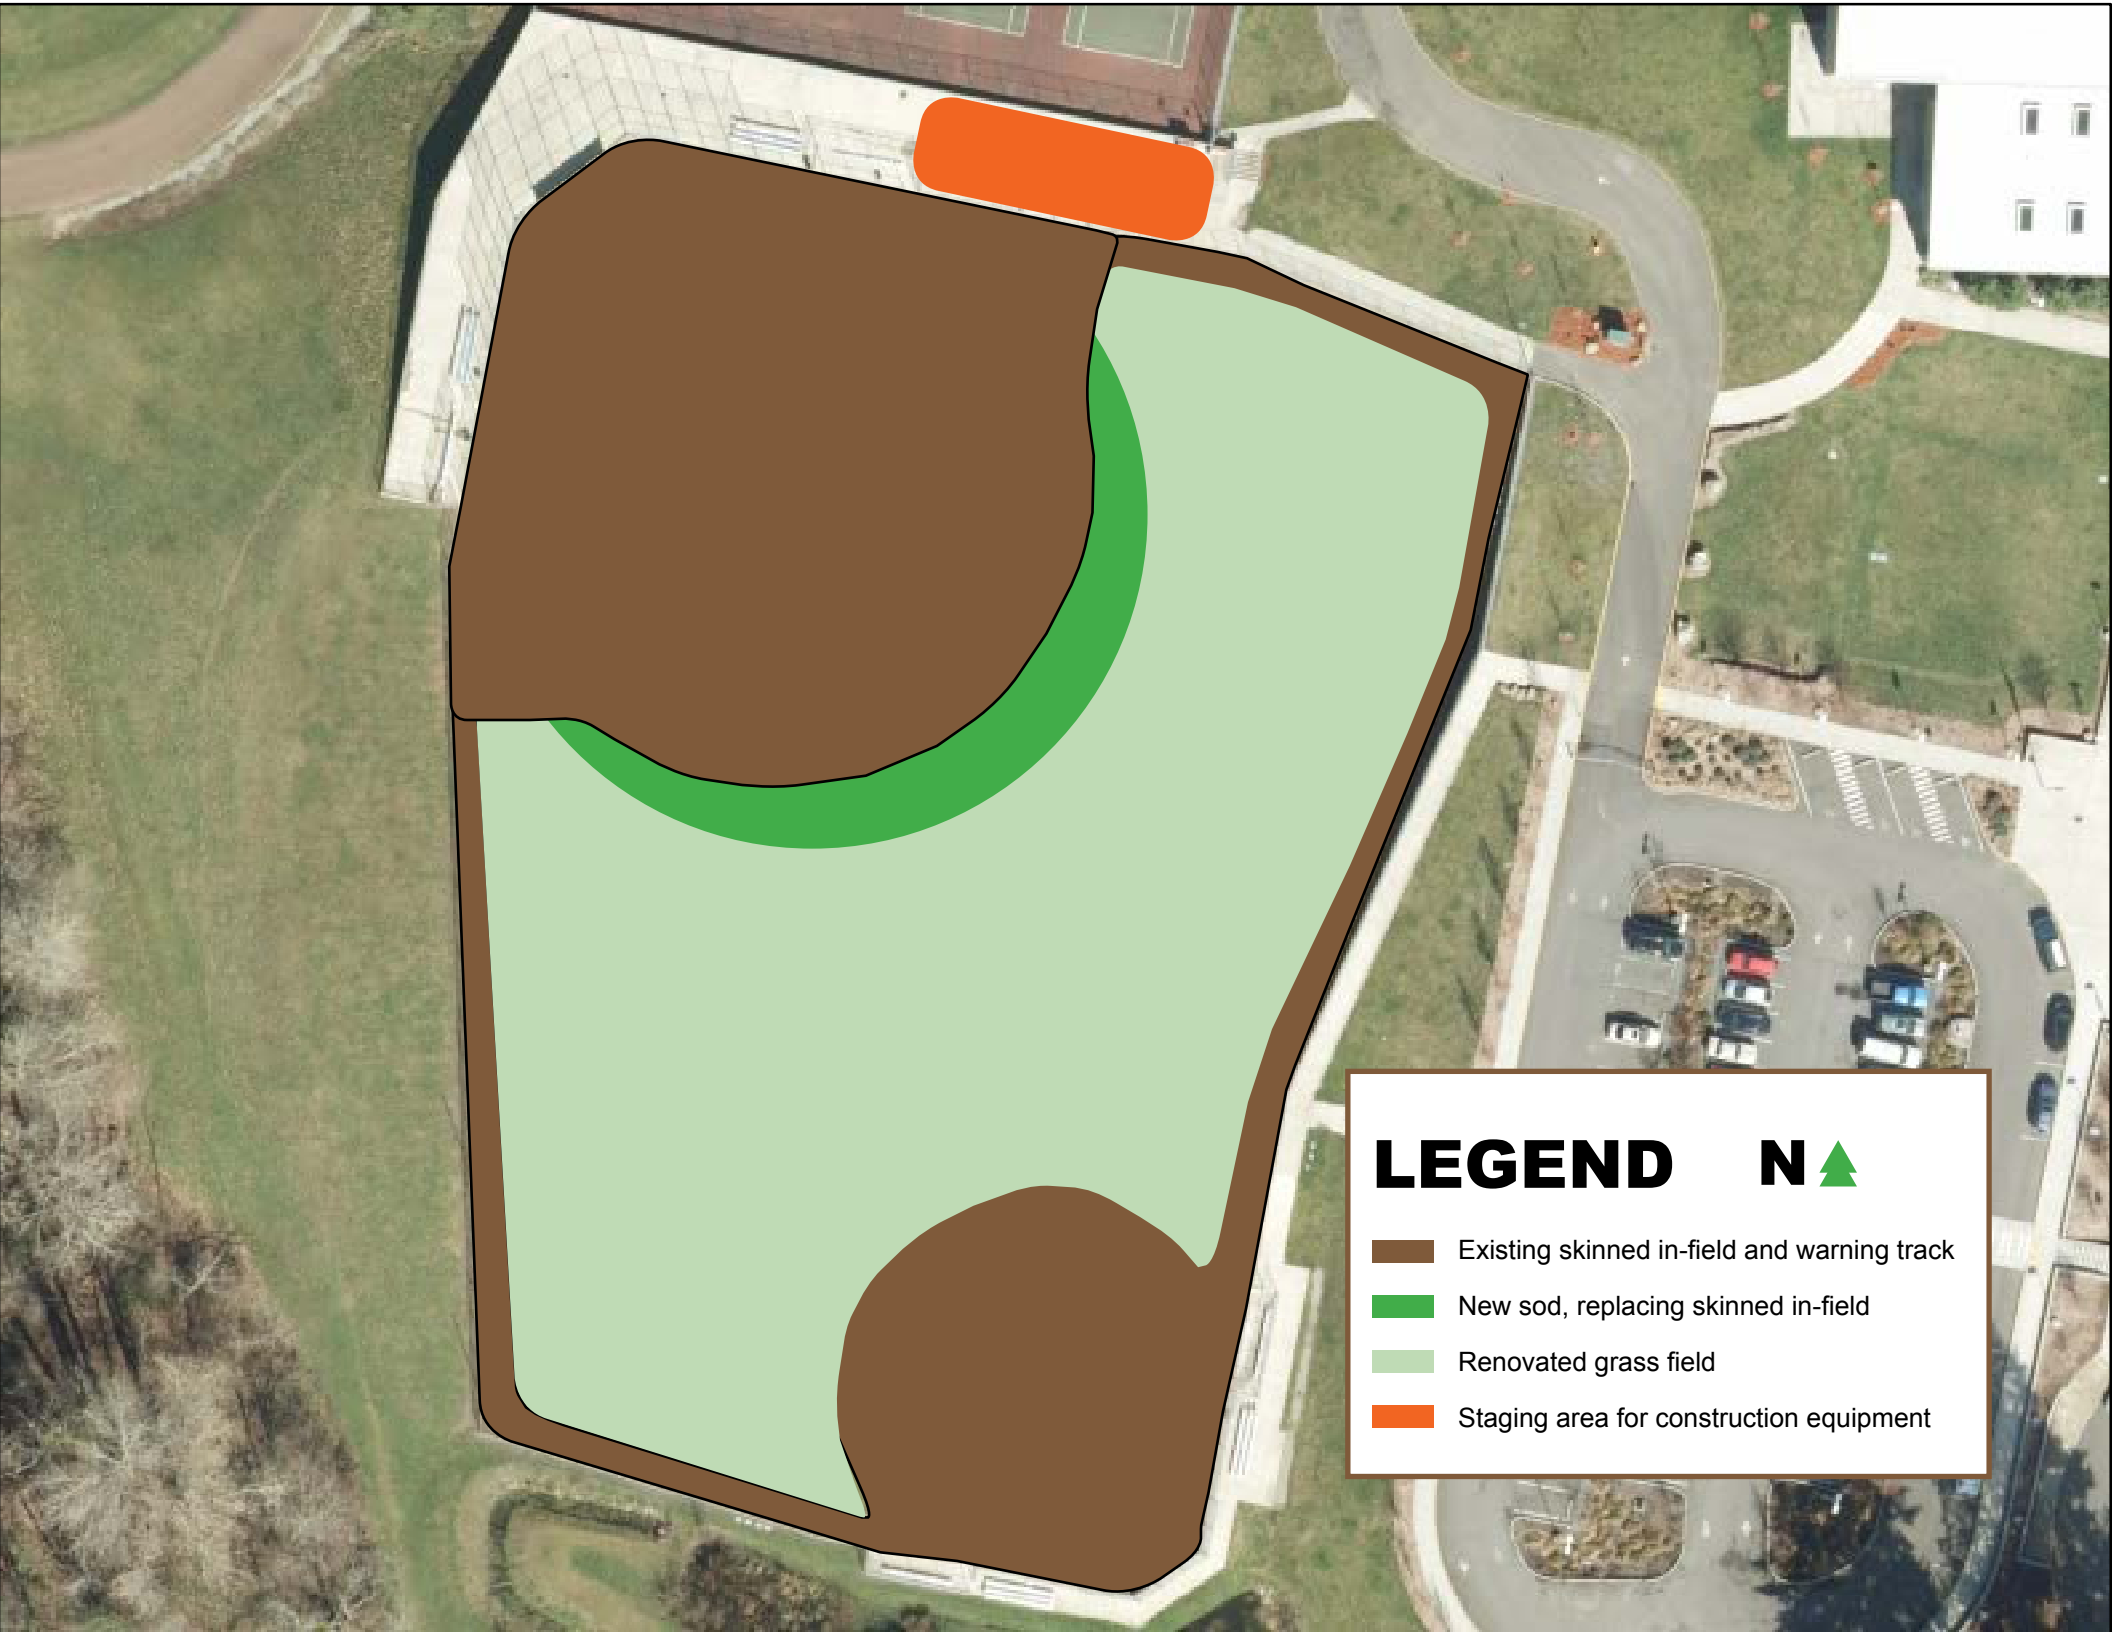 LEGEND N
Existing skinned in-field and warning track
New sod, replacing skinned in-field
Renovated grass field
Staging area for construction equipment